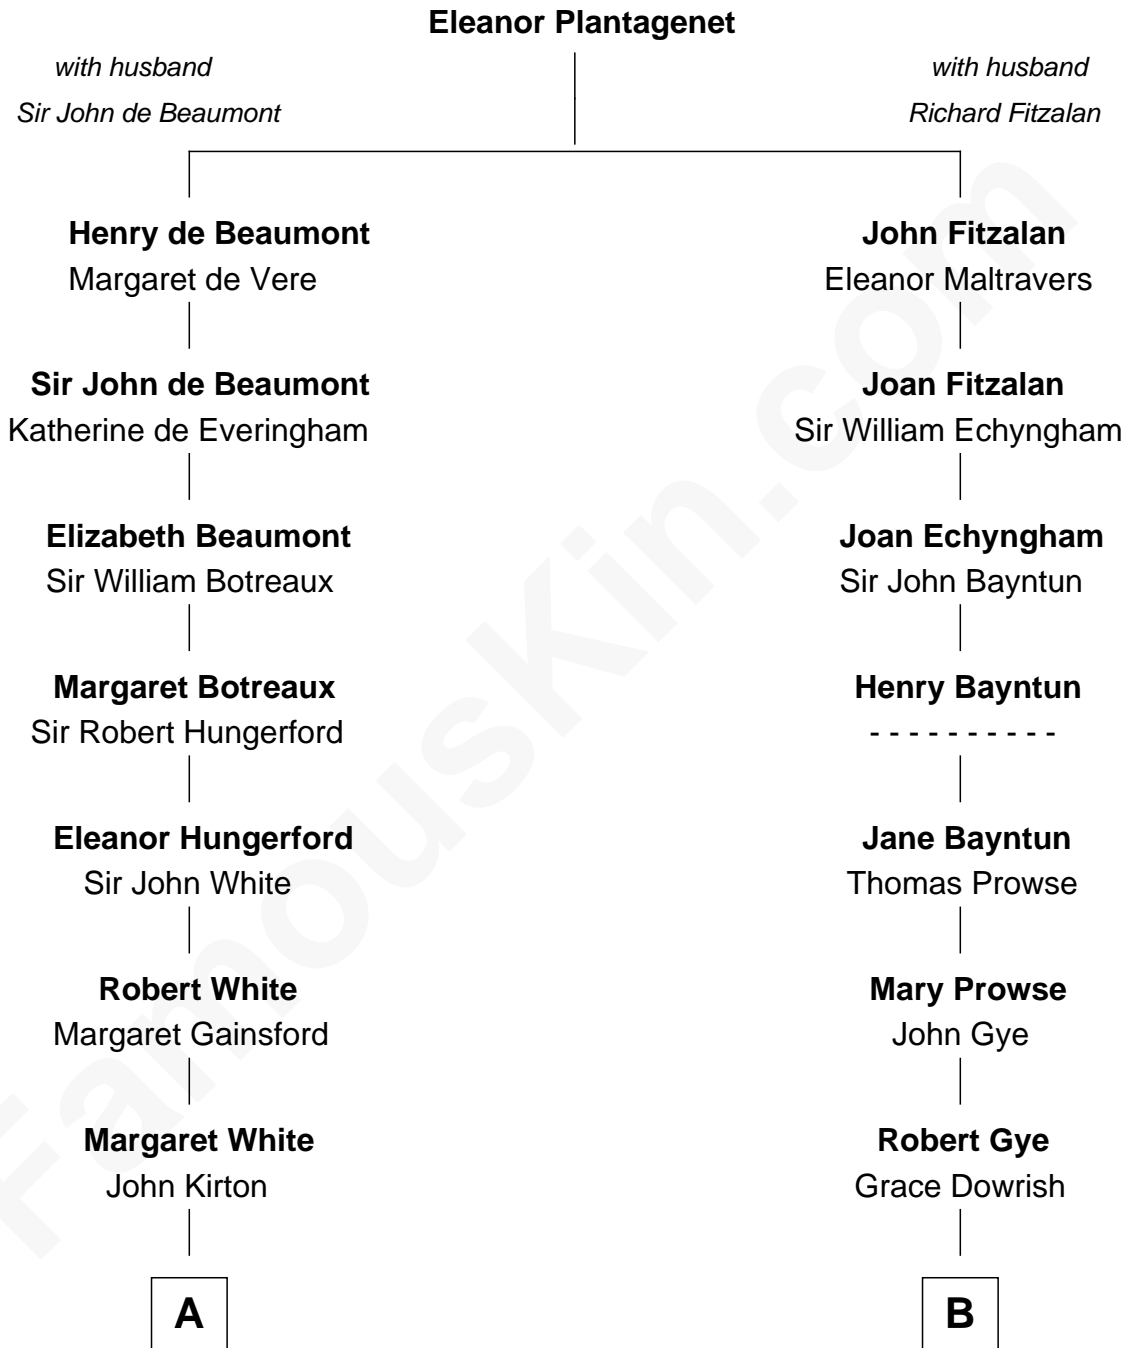 Eleanor Plantagenet
with husband
Sir John de Beaumont
with husband
Richard Fitzalan
Henry de Beaumont
Margaret de Vere
John Fitzalan
Eleanor Maltravers
Sir John de Beaumont
Katherine de Everingham
Joan Fitzalan
Sir William Echyngham
Elizabeth Beaumont
Sir William Botreaux
Joan Echyngham
Sir John Bayntun
Margaret Botreaux
Sir Robert Hungerford
Henry Bayntun
- - - - - - - - - -
Eleanor Hungerford
Sir John White
Jane Bayntun
Thomas Prowse
Robert White
Margaret Gainsford
Mary Prowse
John Gye
Margaret White
John Kirton
Robert Gye
Grace Dowrish
A
B
FamousKin.com